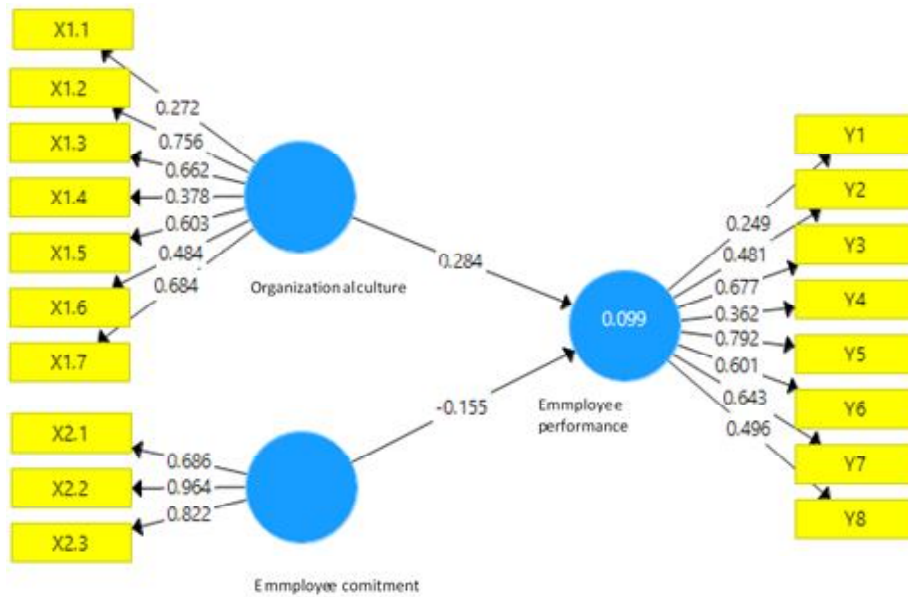 X1.1
X1.2
X1.3
X1.4
X1.5
X1.6
X1.7
0.272
0.756
0.662
0.378
0.603
0.484
0.684
Organizational culture
0.284
X2.1
X2.2
X2.3
0.686
0.964
0.822
Emmployee comitment
-0.155
0.099
Emmployee
performance
0.249
0.481
0.677
0.362
0.792
0.601
0.643
0.496
Y1
Y2
Y3
Y4
Y5
Y6
Y7
Y8